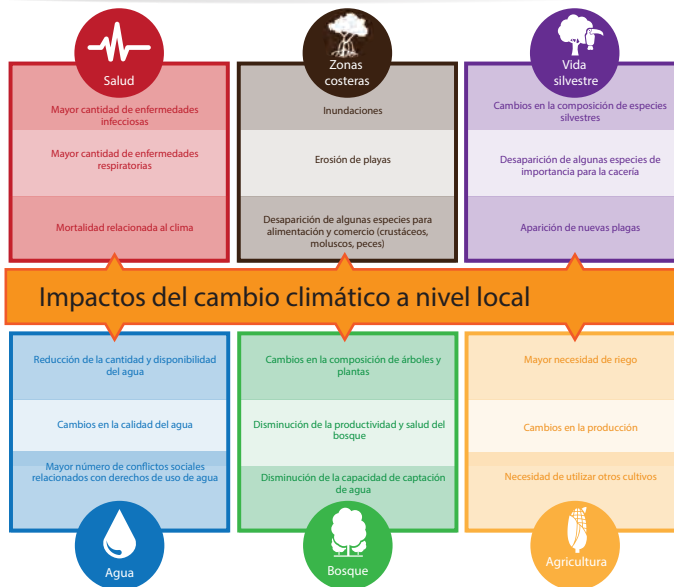 Salud
Mayor cantidad de enfermedades
infecciosas
Mayor cantidad de enfermedades
respiratorias
Mortalidad relacionada al clima
Zonas
costeras
Inundaciones
Erosión de playas
Desaparición de algunas especies para
alimentación y comercio (crustáceos,
moluscos, peces)
Vida
silvestre
Cambios en la composición de especies
silvestres
Desaparición de algunas especies de
importancia para la cacería
Aparición de nuevas plagas
Impactos del cambio climático a nivel local
Reducción de la cantidad y disponibilidad
del agua
Cambios en la calidad del agua
Mayor número de conflictos sociales
relacionados con derechos de uso de agua
Agua
Cambios en la composición de árboles y
plantas
Disminución de la productividad y salud del
bosque
Disminución de la capacidad de captación
de agua
Bosque
Mayor necesidad de riego
Cambios en la producción
Necesidad de utilizar otros cultivos
Agricultura